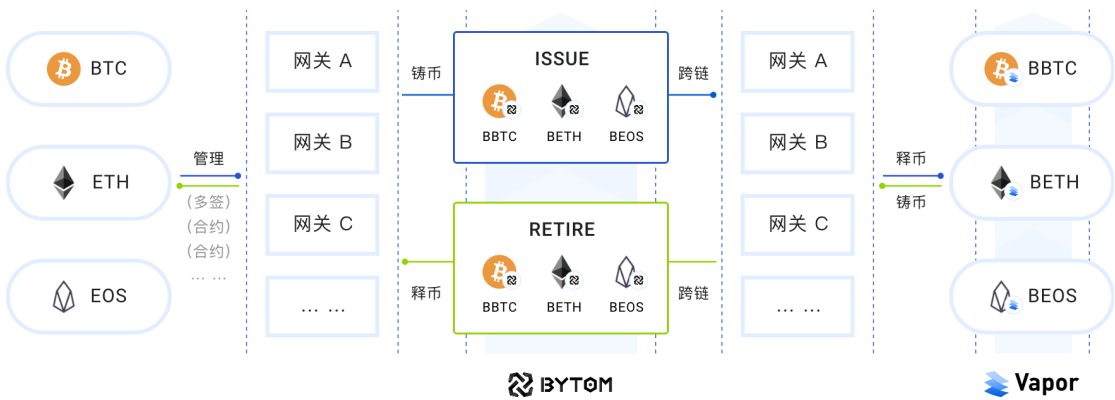 BTC
ETH
EOS
管理
(多签)
(合约)
(合约)
... ...
网关 A
网关 B
网关 C
... ...
铸币
释币
ISSUE
BBTC
BETH
BEOS
RETIRE
BBTC
BETH
BEOS
BYTOM
跨链
跨链
网关 A
网关 B
网关 C
... ...
释币
铸币
BBTC
BETH
BEOS
Vapor